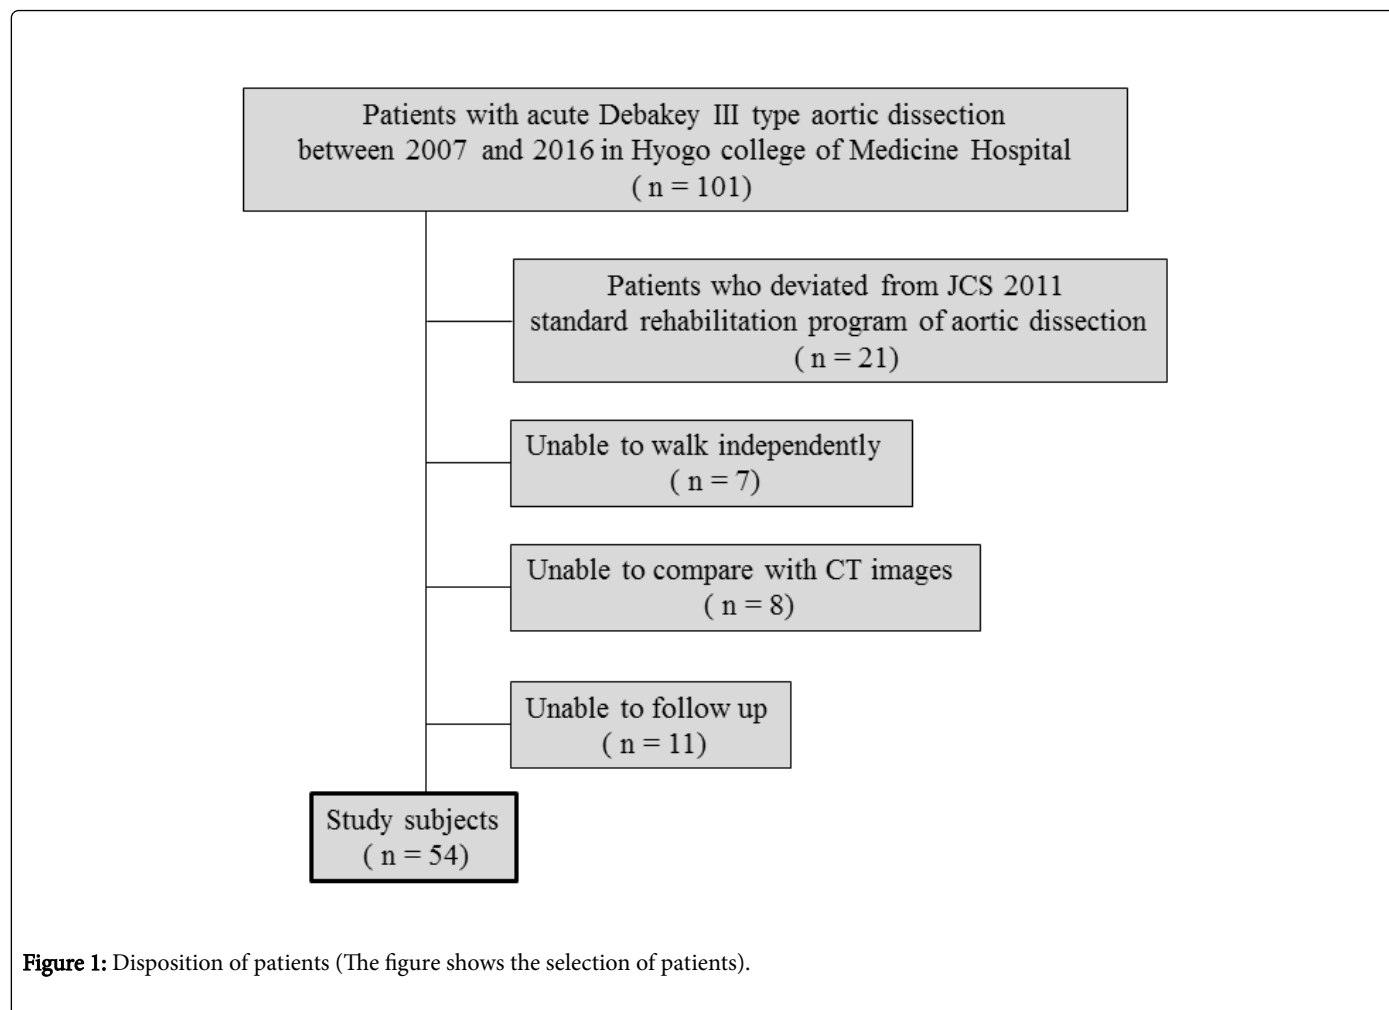 Patients with acute Debakey III type aortic dissection
between 2007 and 2016 in Hyogo college of Medicine Hospital
( n = 101)
Patients who deviated from JCS 2011
standard rehabilitation program of aortic dissection
( n = 21)
Unable to walk independently
( n = 7)
Unable to compare with CT images
( n = 8)
Unable to follow up
( n = 11)
Study subjects
( n = 54)
Figure 1: Disposition of patients (The figure shows the selection of patients).